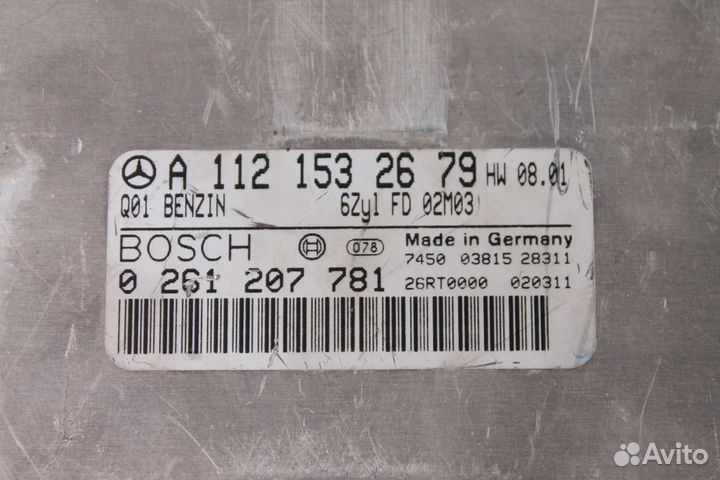 A 112 153 26 79 HW 08.01
Q01 BENZIN 6Zyl FD 02M03
BOSCH 078 Made in Germany
7450 03815 28311
0 261 207 781 26RT0000 020311
Avito